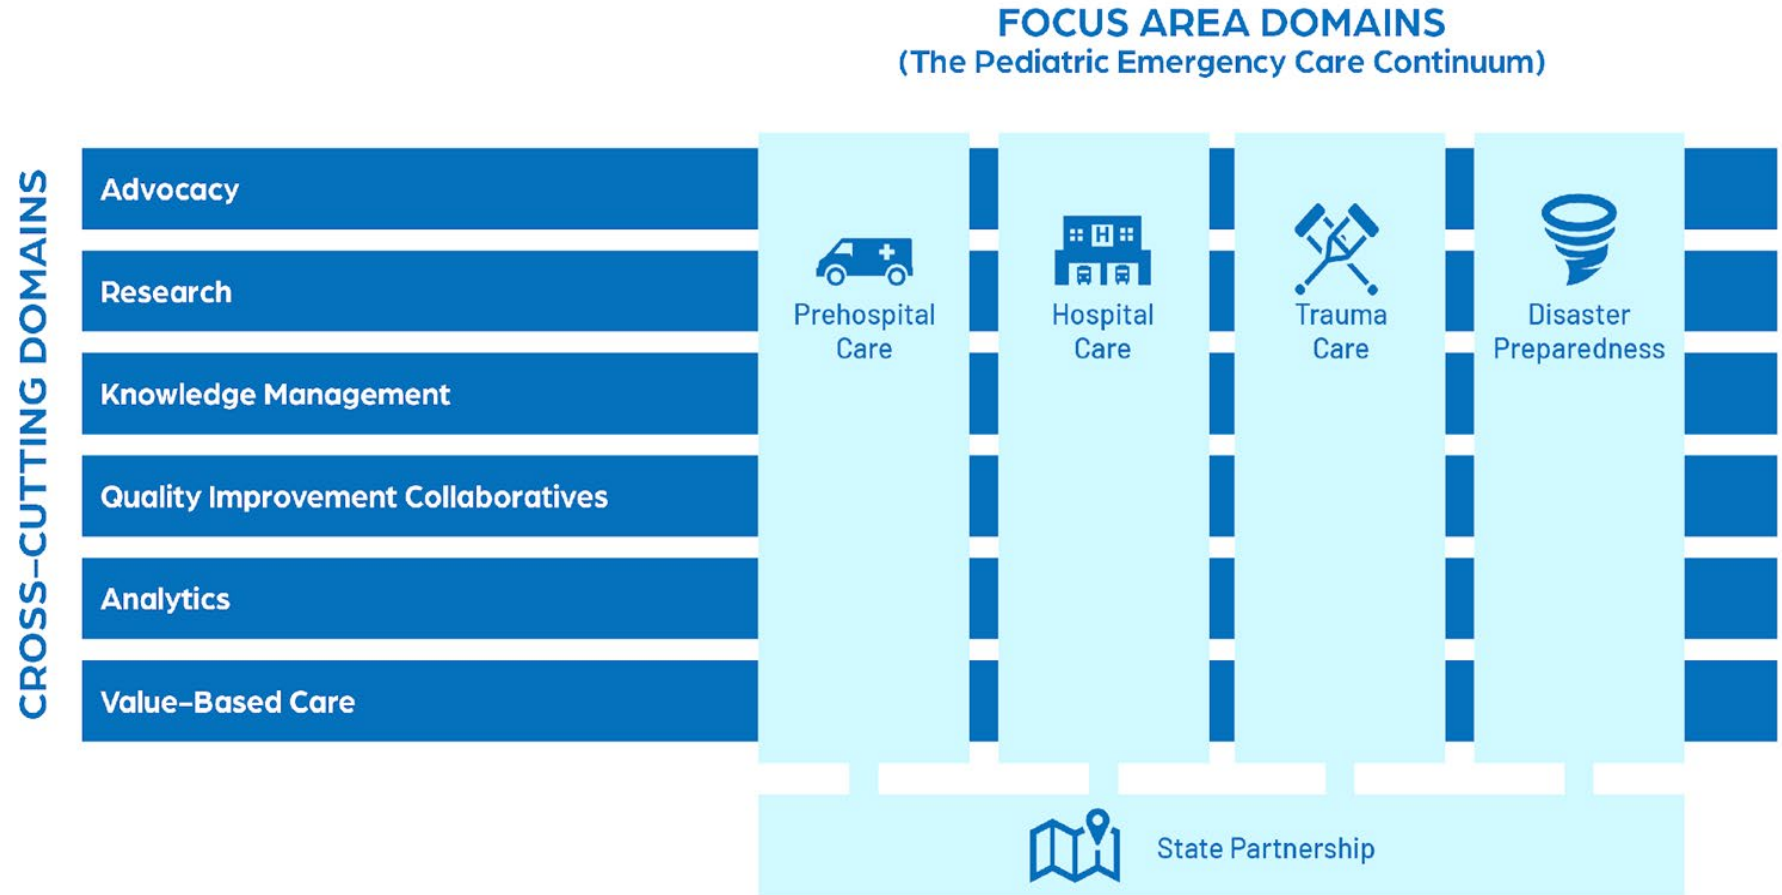 FOCUS AREA DOMAINS
(The Pediatric Emergency Care Continuum)
CROSS-CUTTING DOMAINS
Advocacy
Research
Knowledge Management
Quality Improvement Collaboratives
Analytics
Value-Based Care
H
Prehospital
Care
Hospital
Care
Trauma
Care
Disaster
Preparedness
State Partnership